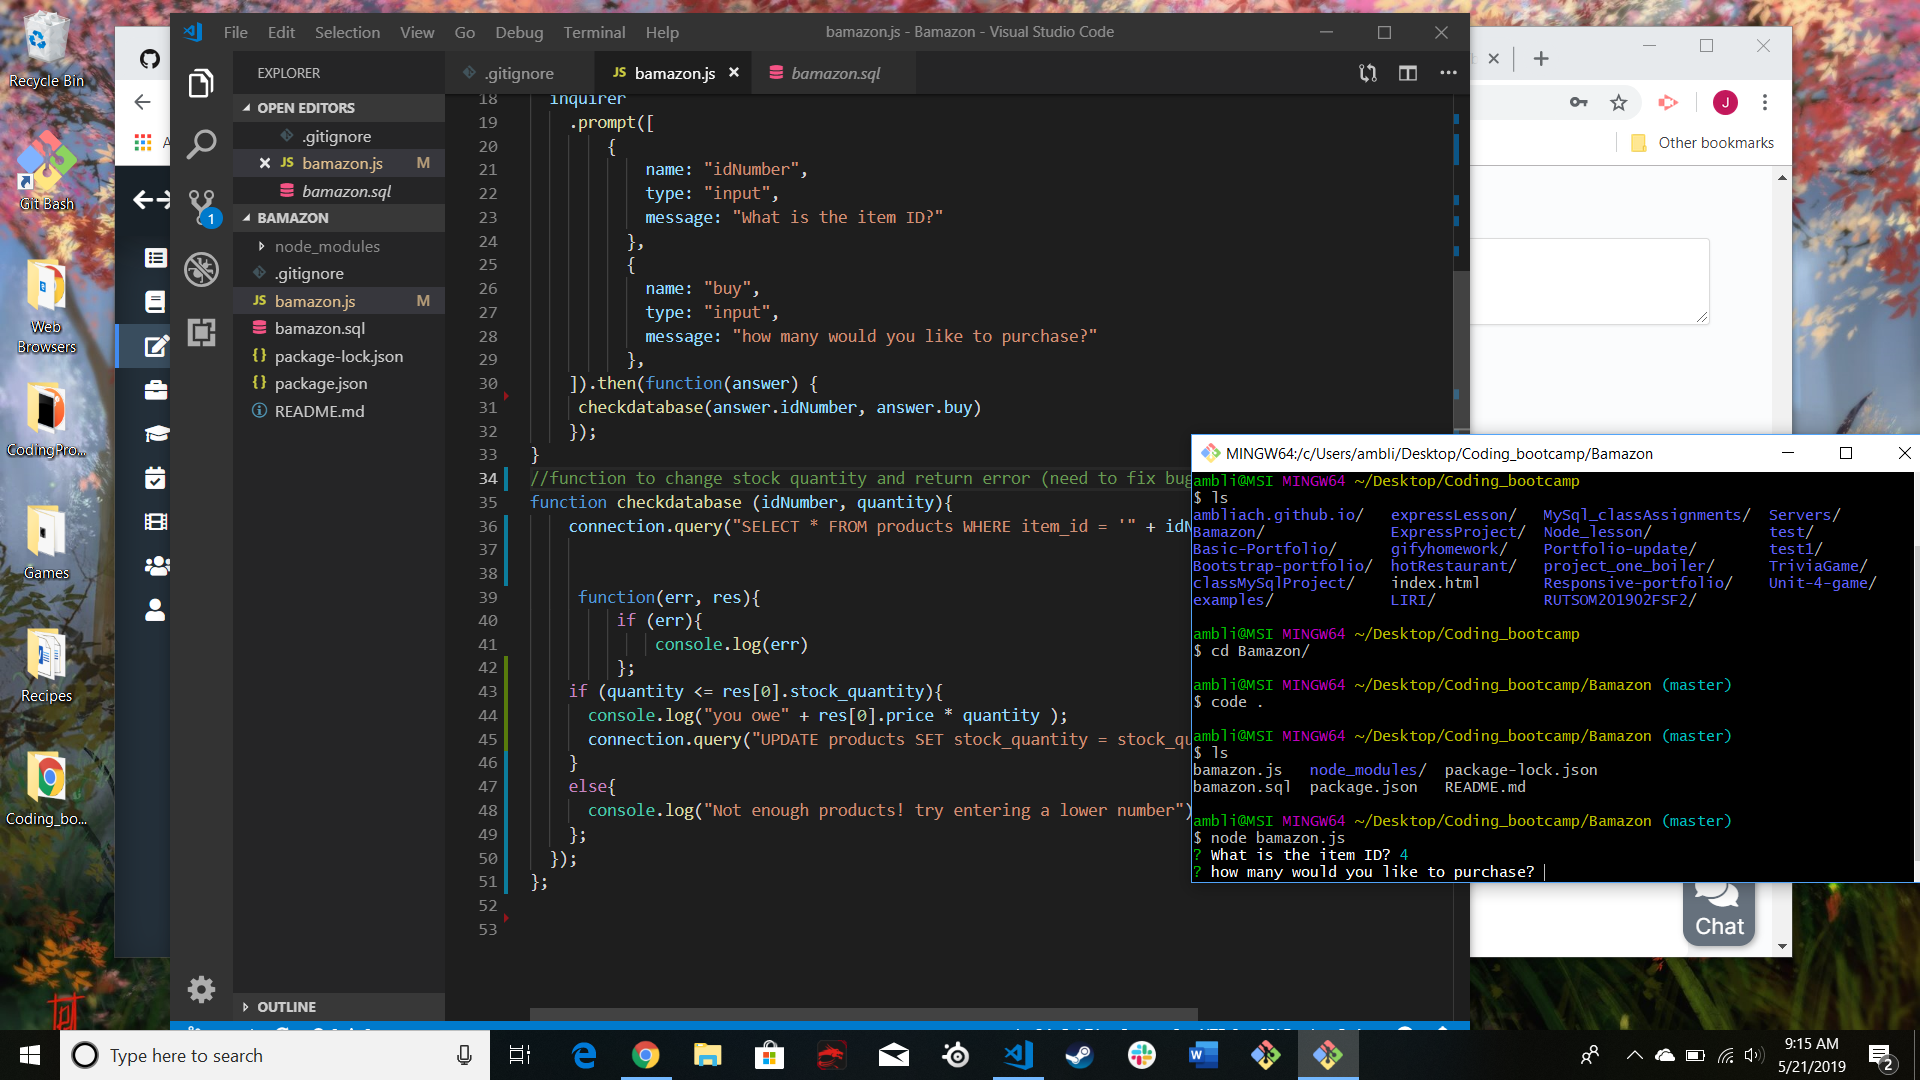 Recycle Bin
Git Bash
Web
Browsers
CodingPro...
Games
Recipes
Coding_bo...
File Edit Selection View Go Debug Terminal Help
bamazon.js - Bamazon - Visual Studio Code
EXPLORER
OPEN EDITORS
.gitignore
JS bamazon.js M
bamazon.sql
1
BAMAZON
node_modules
.gitignore
JS bamazon.js M
bamazon.sql
{} package-lock.json
{} package.json
README.md
OUTLINE
.gitignore
JS bamazon.js
bamazon.sql
18 inquirer
19 .prompt([
20 {
21 name: "idNumber",
22 type: "input",
23 message: "What is the item ID?"
24 },
25 {
26 name: "buy",
27 type: "input",
28 message: "how many would you like to purchase?"
29 },
30 ]).then(function(answer) {
31 checkdatabase(answer.idNumber, answer.buy)
32 });
33 }
34 //function to change stock quantity and return error (need to fix bug
35 function checkdatabase (idNumber, quantity){
36 connection.query("SELECT * FROM products WHERE item_id = '" + idN
37
38
39 function(err, res){
40 if (err){
41 console.log(err)
42 };
43 if (quantity <= res[0].stock_quantity){
44 console.log("you owe" + res[0].price * quantity );
45 connection.query("UPDATE products SET stock_quantity = stock_qu
46 }
47 else{
48 console.log("Not enough products! try entering a lower number")
49 };
50 });
51 };
52
53
J
Other bookmarks
MINGW64:/c/Users/ambli/Desktop/Coding_bootcamp/Bamazon
ambli@MSI MINGW64 ~/Desktop/Coding_bootcamp
$ ls
ambliach.github.io/ expressLesson/ MySql_classAssignments/ Servers/
Bamazon/ ExpressProject/ Node_lesson/ test/
Basic-Portfolio/ gifyhomework/ Portfolio-update/ test1/
Bootstrap-portfolio/ hotRestaurant/ project_one_boiler/ TriviaGame/
classMySqlProject/ index.html Responsive-portfolio/ Unit-4-game/
examples/ LIRI/ RUTSOM201902FSF2/
ambli@MSI MINGW64 ~/Desktop/Coding_bootcamp
$ cd Bamazon/
ambli@MSI MINGW64 ~/Desktop/Coding_bootcamp/Bamazon (master)
$ code .
ambli@MSI MINGW64 ~/Desktop/Coding_bootcamp/Bamazon (master)
$ ls
bamazon.js node_modules/ package-lock.json
bamazon.sql package.json README.md
ambli@MSI MINGW64 ~/Desktop/Coding_bootcamp/Bamazon (master)
$ node bamazon.js
? What is the item ID? 4
? how many would you like to purchase?
Chat
Type here to search
9:15 AM
5/21/2019
2